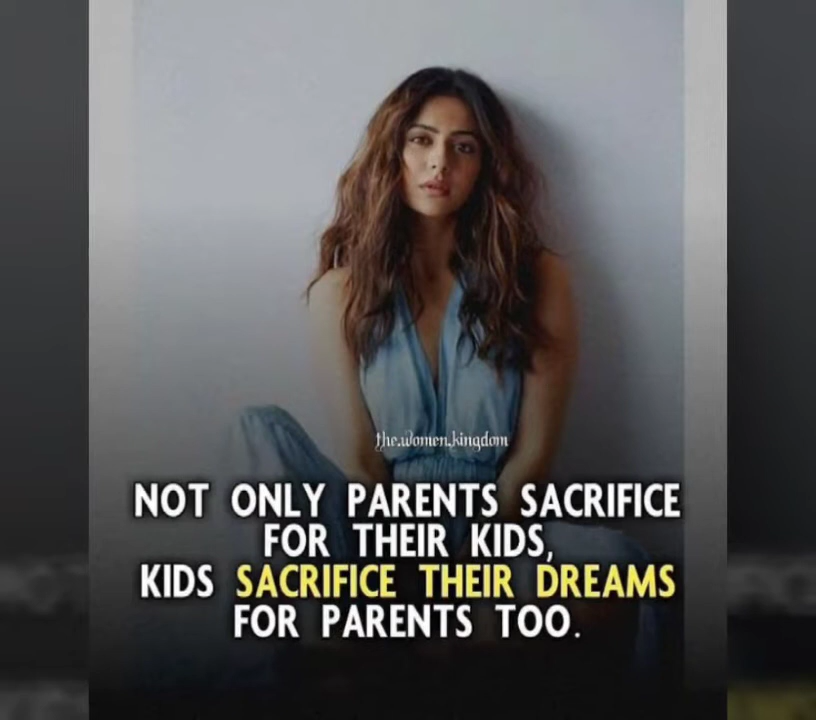 the.women.kingdom
NOT ONLY PARENTS SACRIFICE
FOR THEIR KIDS,
KIDS SACRIFICE THEIR DREAMS
FOR PARENTS TOO.